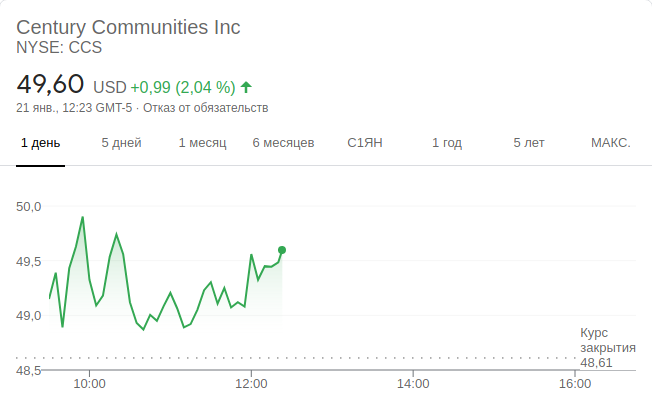 Century Communities Inc
NYSE: CCS
49,60 USD +0,99 (2,04 %)
21 янв., 12:23 GMT-5 · Отказ от обязательств
1 день 5 дней 1 месяц 6 месяцев С1ЯН 1 год 5 лет МАКС.
50,0
49,5
49,0
Курс
закрытия
48,61
48,5
10:00 12:00 14:00 16:00